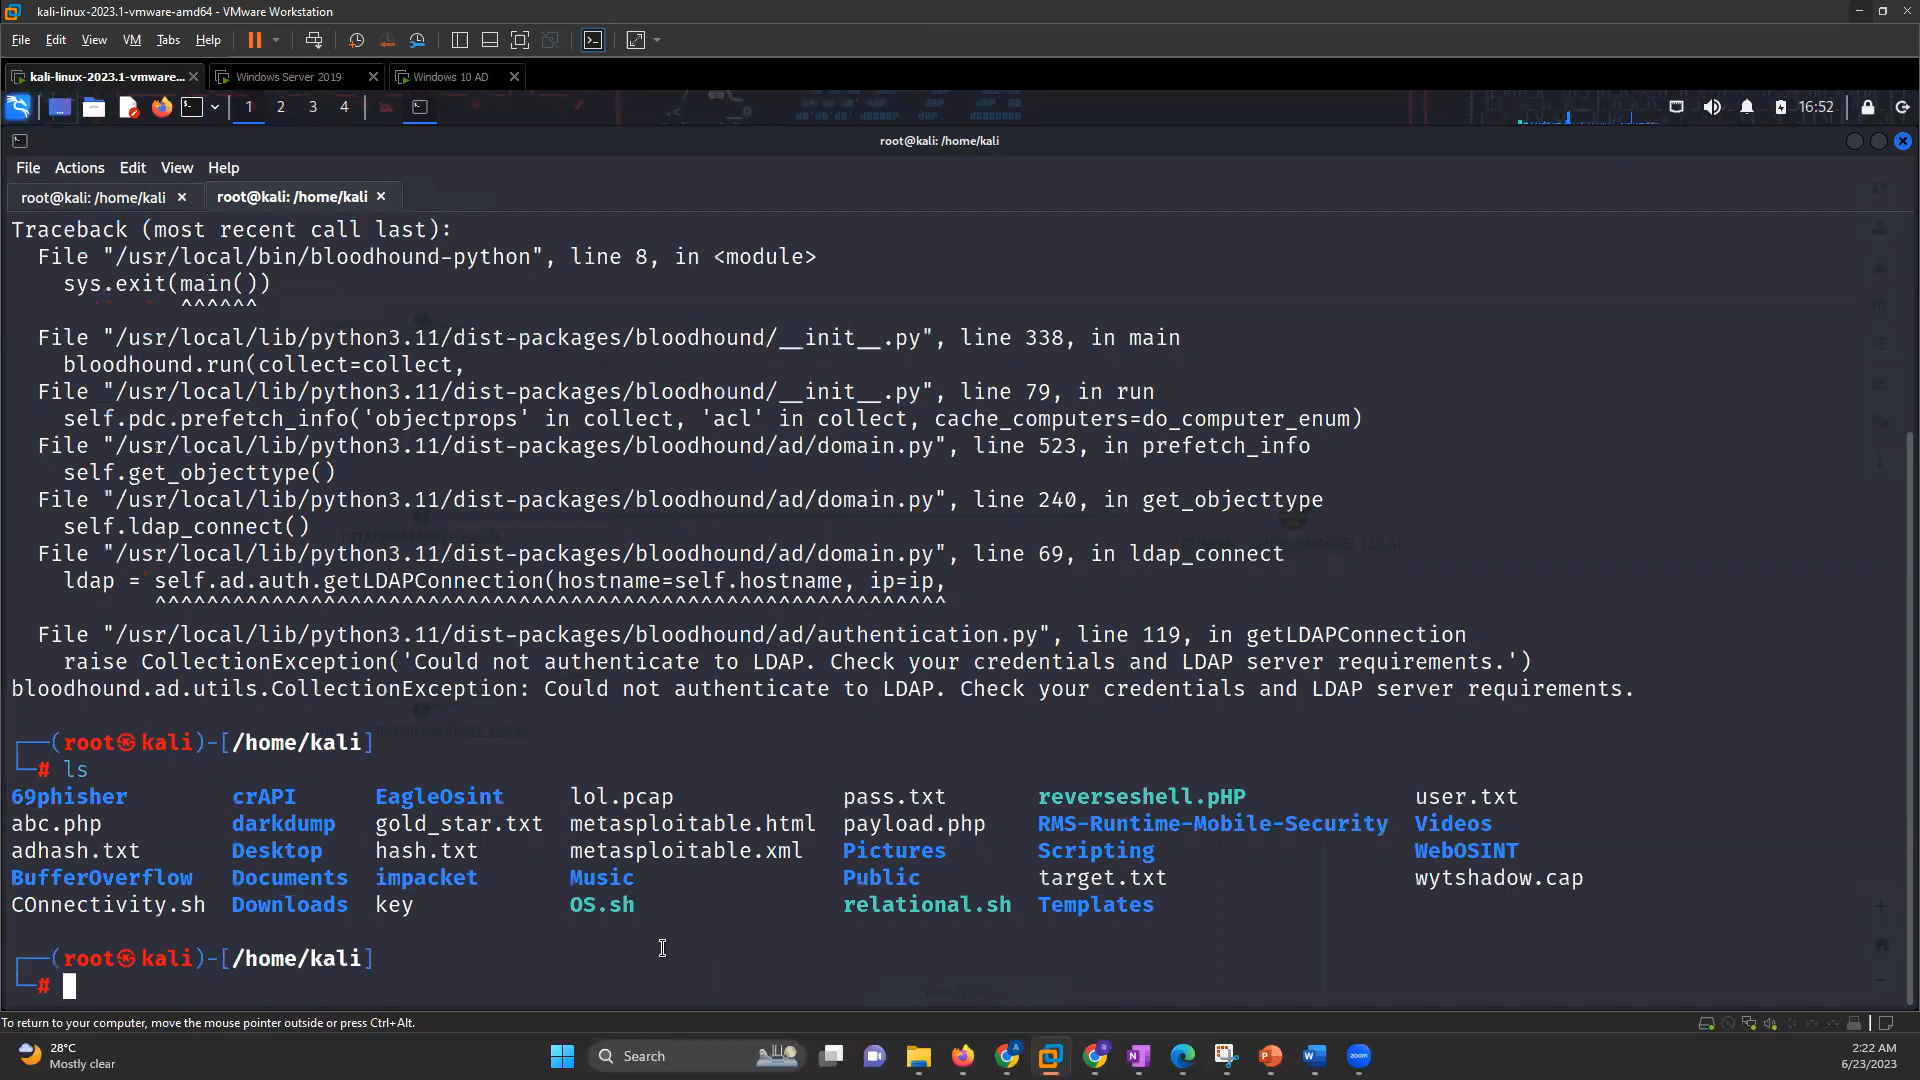 kali-linux-2023.1-vmware-amd64 - VMware Workstation
File Edit View VM Tabs Help
kali-linux-2023.1-vmware... Windows Server 2019 Windows 10 AD
1 2 3 4 16:52
root@kali: /home/kali
File Actions Edit View Help
root@kali: /home/kali root@kali: /home/kali
Traceback (most recent call last):
  File "/usr/local/bin/bloodhound-python", line 8, in <module>
    sys.exit(main())
             ^^^^^^
  File "/usr/local/lib/python3.11/dist-packages/bloodhound/__init__.py", line 338, in main
    bloodhound.run(collect=collect,
  File "/usr/local/lib/python3.11/dist-packages/bloodhound/__init__.py", line 79, in run
    self.pdc.prefetch_info('objectprops' in collect, 'acl' in collect, cache_computers=do_computer_enum)
  File "/usr/local/lib/python3.11/dist-packages/bloodhound/ad/domain.py", line 523, in prefetch_info
    self.get_objecttype()
  File "/usr/local/lib/python3.11/dist-packages/bloodhound/ad/domain.py", line 240, in get_objecttype
    self.ldap_connect()
  File "/usr/local/lib/python3.11/dist-packages/bloodhound/ad/domain.py", line 69, in ldap_connect
    ldap = self.ad.auth.getLDAPConnection(hostname=self.hostname, ip=ip,
           ^^^^^^^^^^^^^^^^^^^^^^^^^^^^^^^^^^^^^^^^^^^^^^^^^^^^^^^^^^^^^
  File "/usr/local/lib/python3.11/dist-packages/bloodhound/ad/authentication.py", line 119, in getLDAPConnection
    raise CollectionException('Could not authenticate to LDAP. Check your credentials and LDAP server requirements.')
bloodhound.ad.utils.CollectionException: Could not authenticate to LDAP. Check your credentials and LDAP server requirements.
┌──(root㉿kali)-[/home/kali]
└─# ls
69phisher crAPI EagleOsint lol.pcap pass.txt reverseshell.pHP user.txt
abc.php darkdump gold_star.txt metasploitable.html payload.php RMS-Runtime-Mobile-Security Videos
adhash.txt Desktop hash.txt metasploitable.xml Pictures Scripting WebOSINT
BufferOverflow Documents impacket Music Public target.txt wytshadow.cap
COnnectivity.sh Downloads key OS.sh relational.sh Templates
┌──(root㉿kali)-[/home/kali]
└─#
To return to your computer, move the mouse pointer outside or press Ctrl+Alt.
28°C
Mostly clear
Search
2:22 AM
6/23/2023